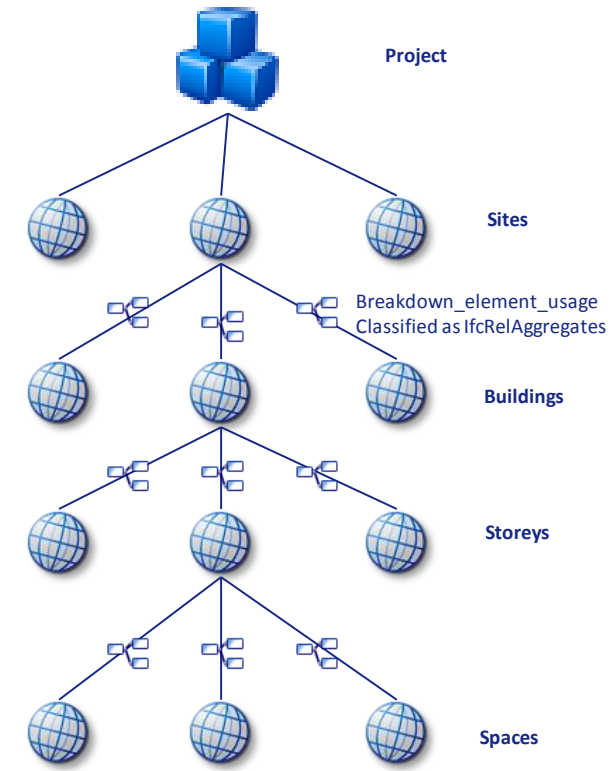 Project
Sites
Breakdown_element_usage
Classified as IfcRelAggregates
Buildings
Storeys
Spaces